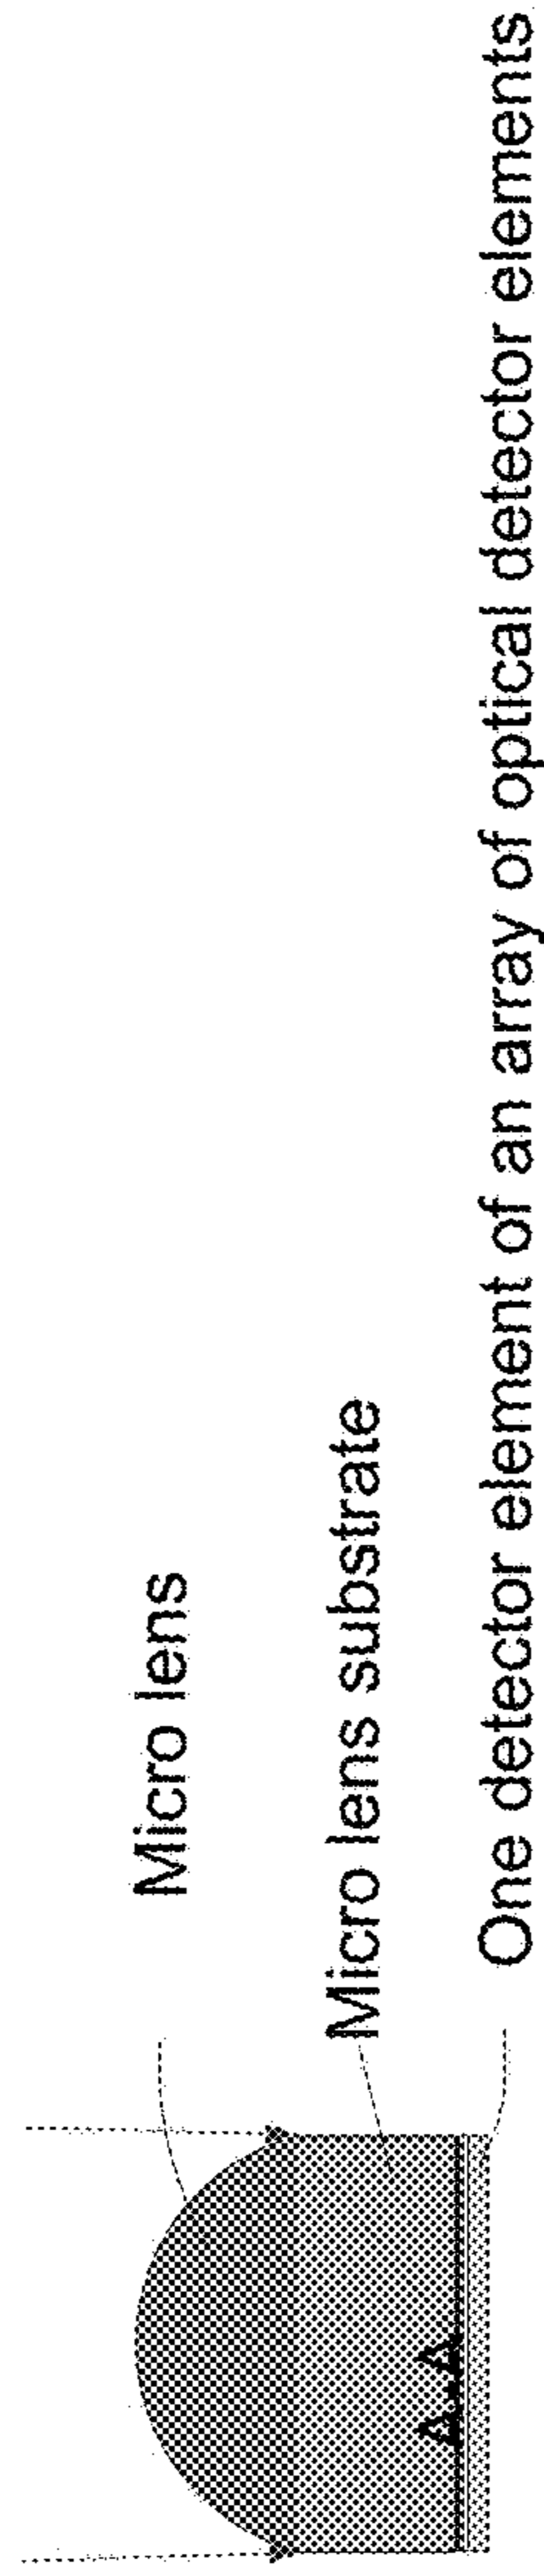 Micro lens
Micro lens substrate
One detector element of an array of optical detector elements
A-A